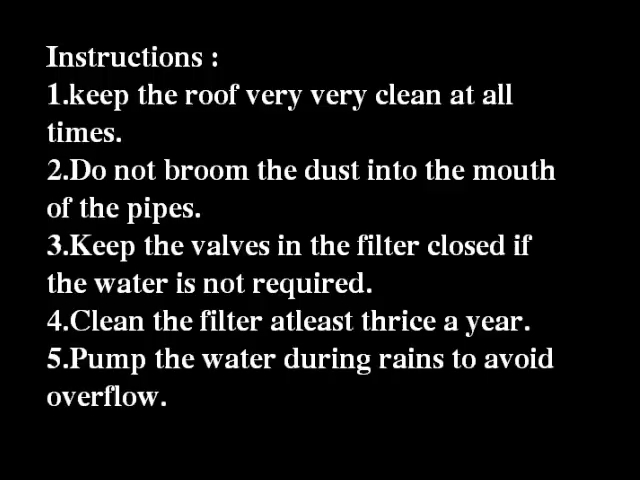 Instructions :
1.keep the roof very very clean at all
times.
2.Do not broom the dust into the mouth
of the pipes.
3.Keep the valves in the filter closed if
the water is not required.
4.Clean the filter atleast thrice a year.
5.Pump the water during rains to avoid
overflow.